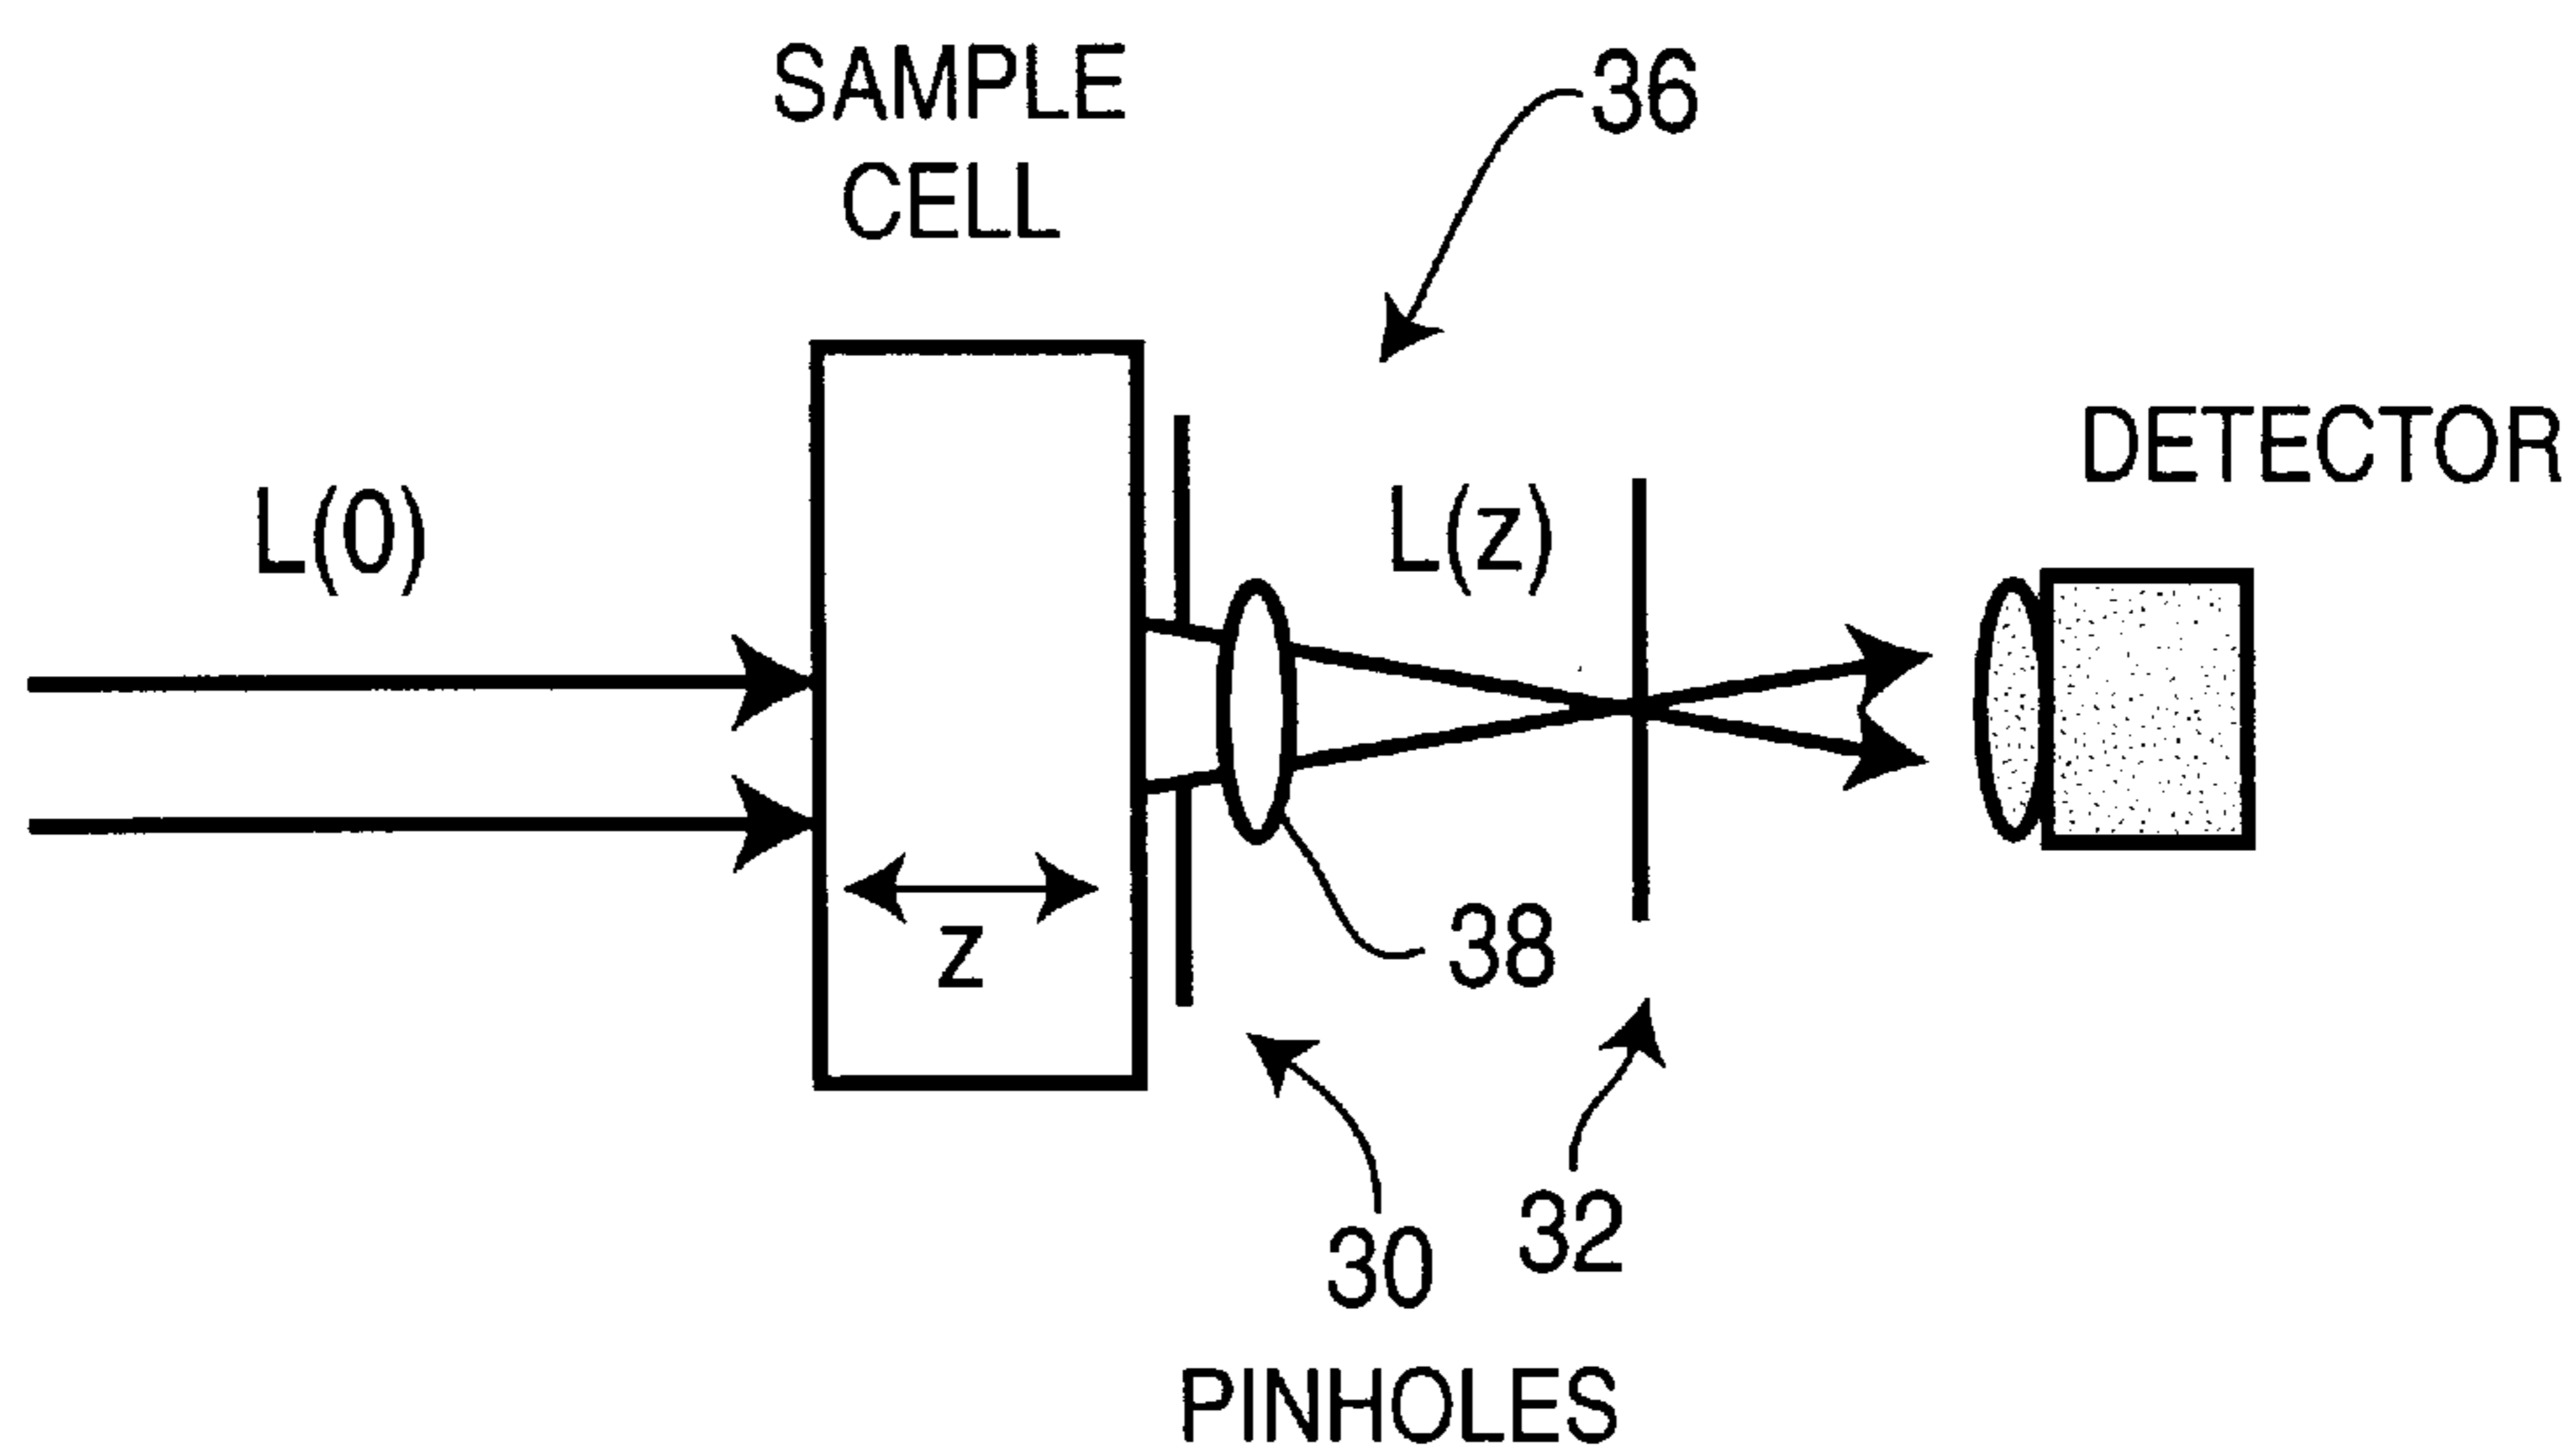 SAMPLE
CELL
36
DETECTOR
L(0)
L(z)
z
38
30
32
PINHOLES